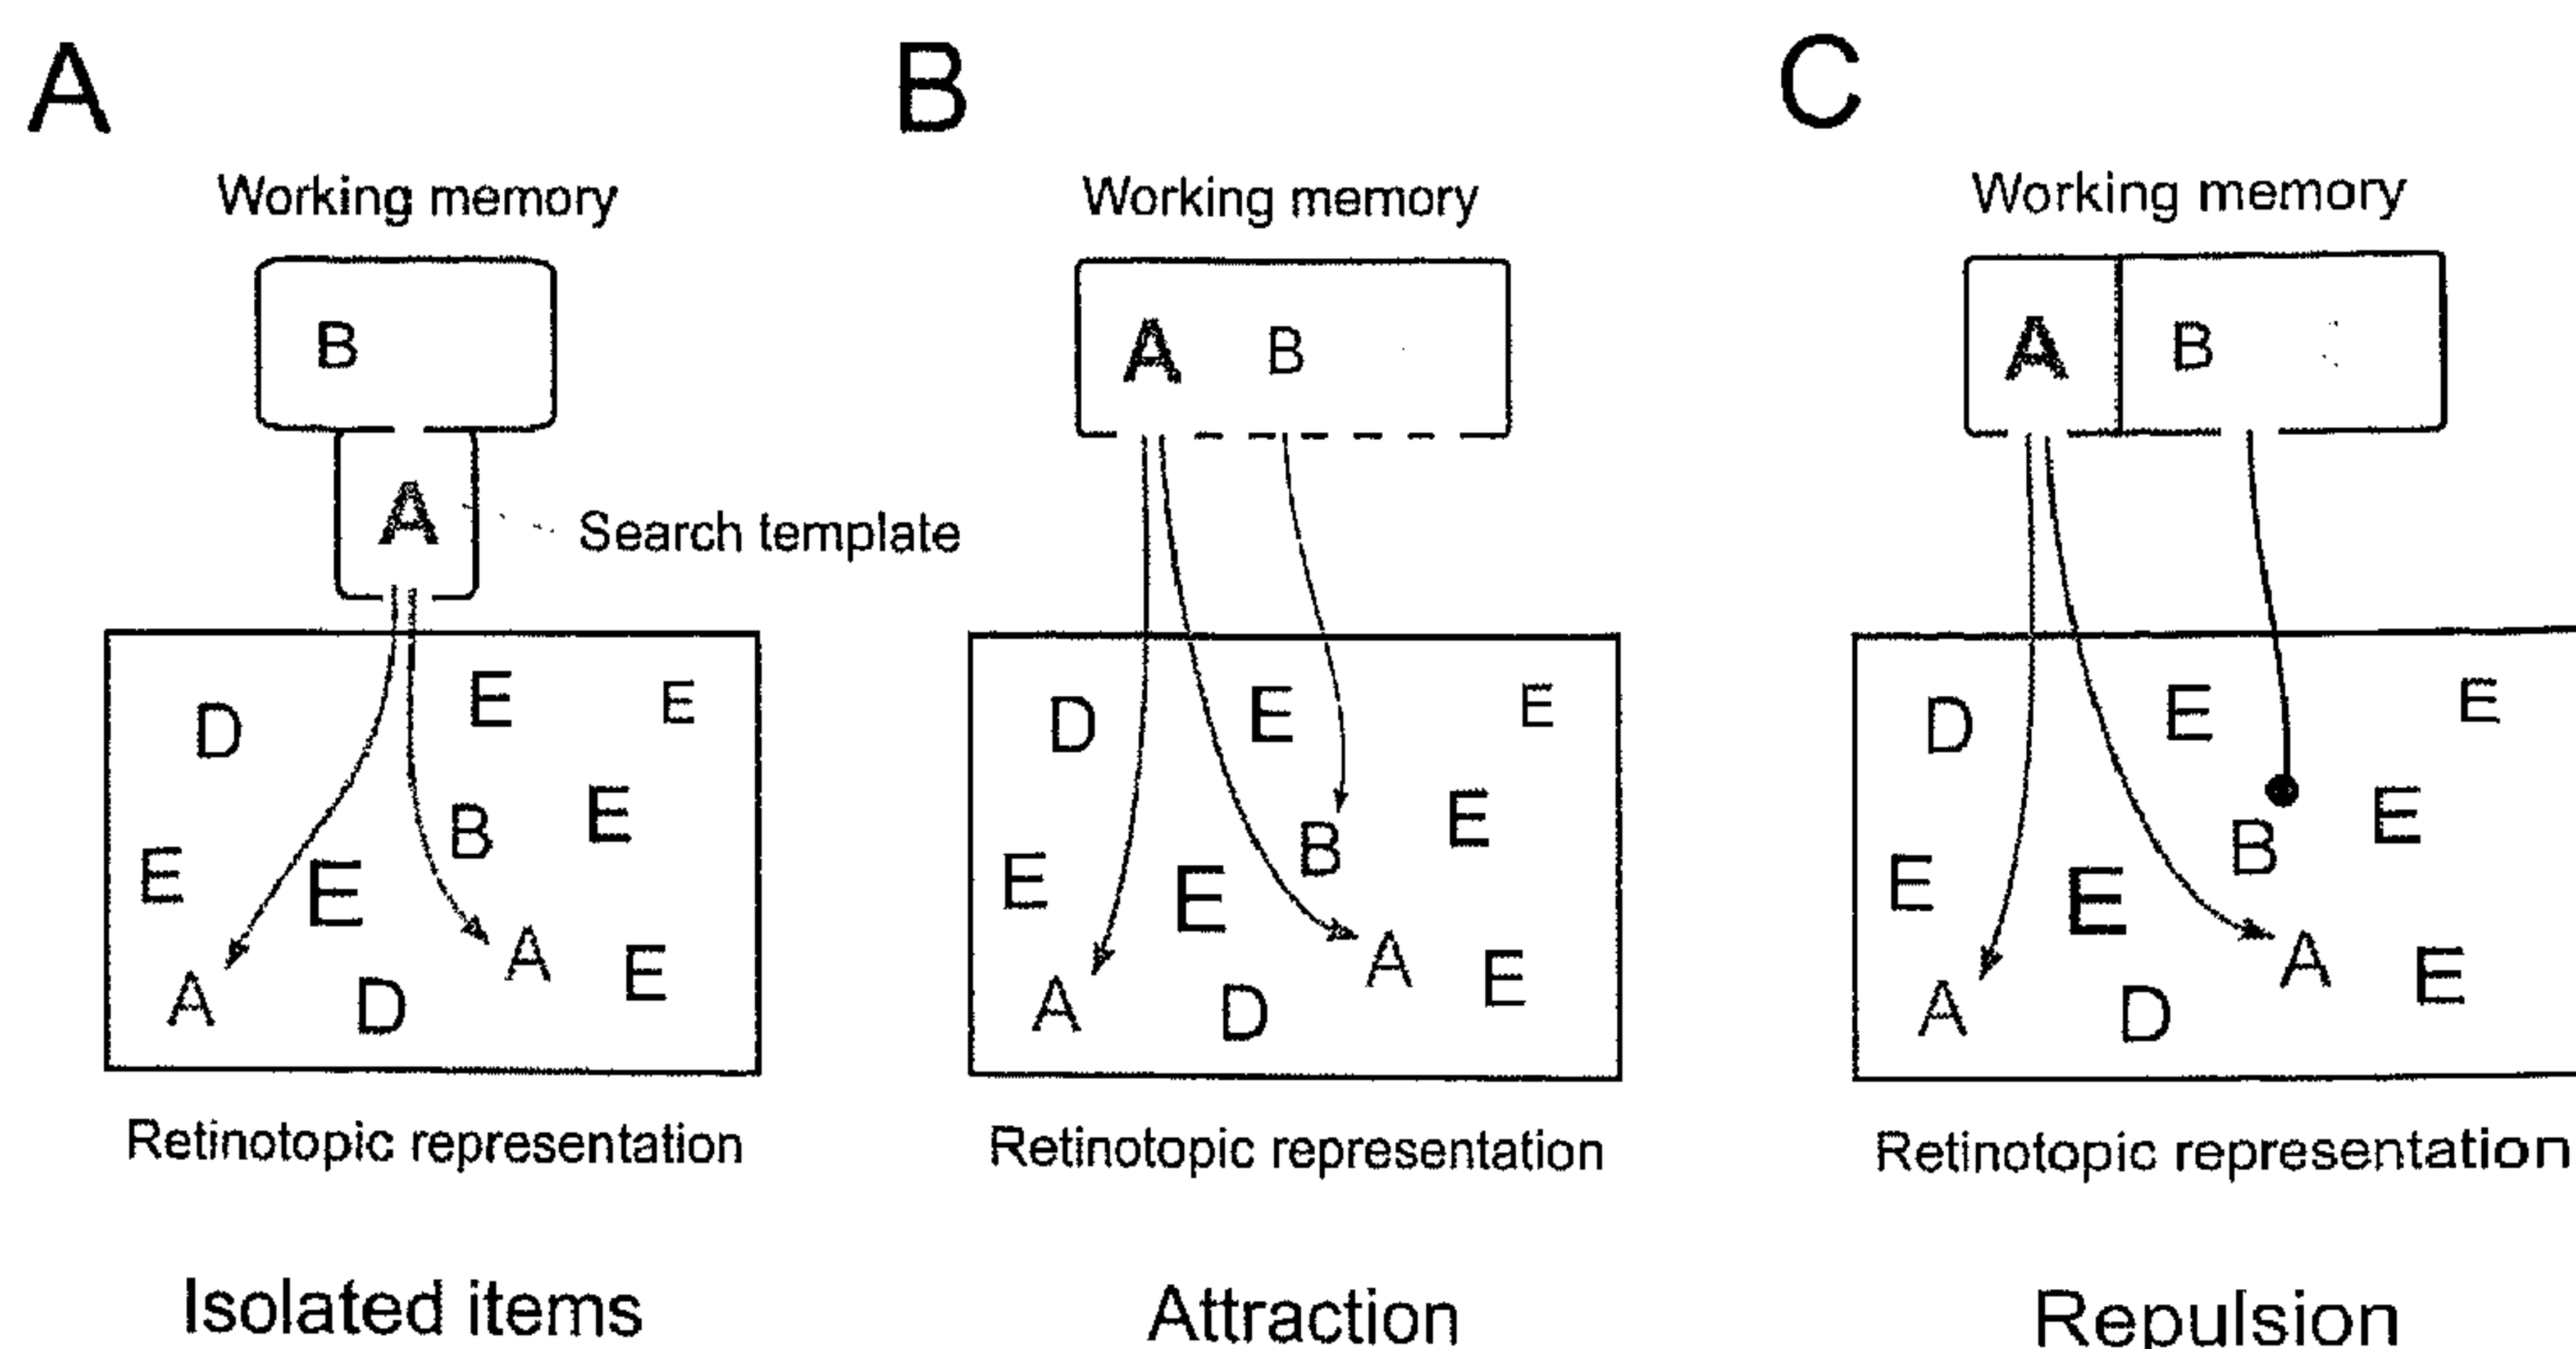 A B C
Working memory Working memory Working memory
B
A B
A B
A
Search template
D E E
B E
E E
A A E
D
D E E
E
B
E E
A A E
D
D E E
E
B
E E
A A E
D
Retinotopic representation Retinotopic representation Retinotopic representation
Isolated items Attraction Repulsion